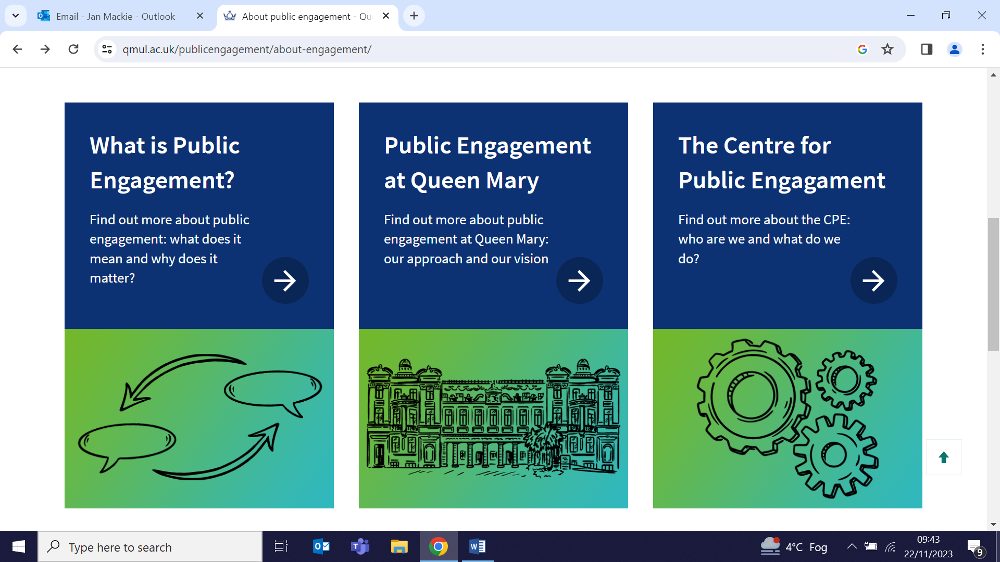 Email - Jan Mackie - Outlook
About public engagement - Qu
qmul.ac.uk/publicengagement/about-engagement/
What is Public
Engagement?
Find out more about public
engagement: what does it
mean and why does it
matter?
Public Engagement
at Queen Mary
Find out more about public
engagement at Queen Mary:
our approach and our vision
The Centre for
Public Engagament
Find out more about the CPE:
who are we and what do we
do?
Type here to search
4°C Fog
09:43
22/11/2023
9